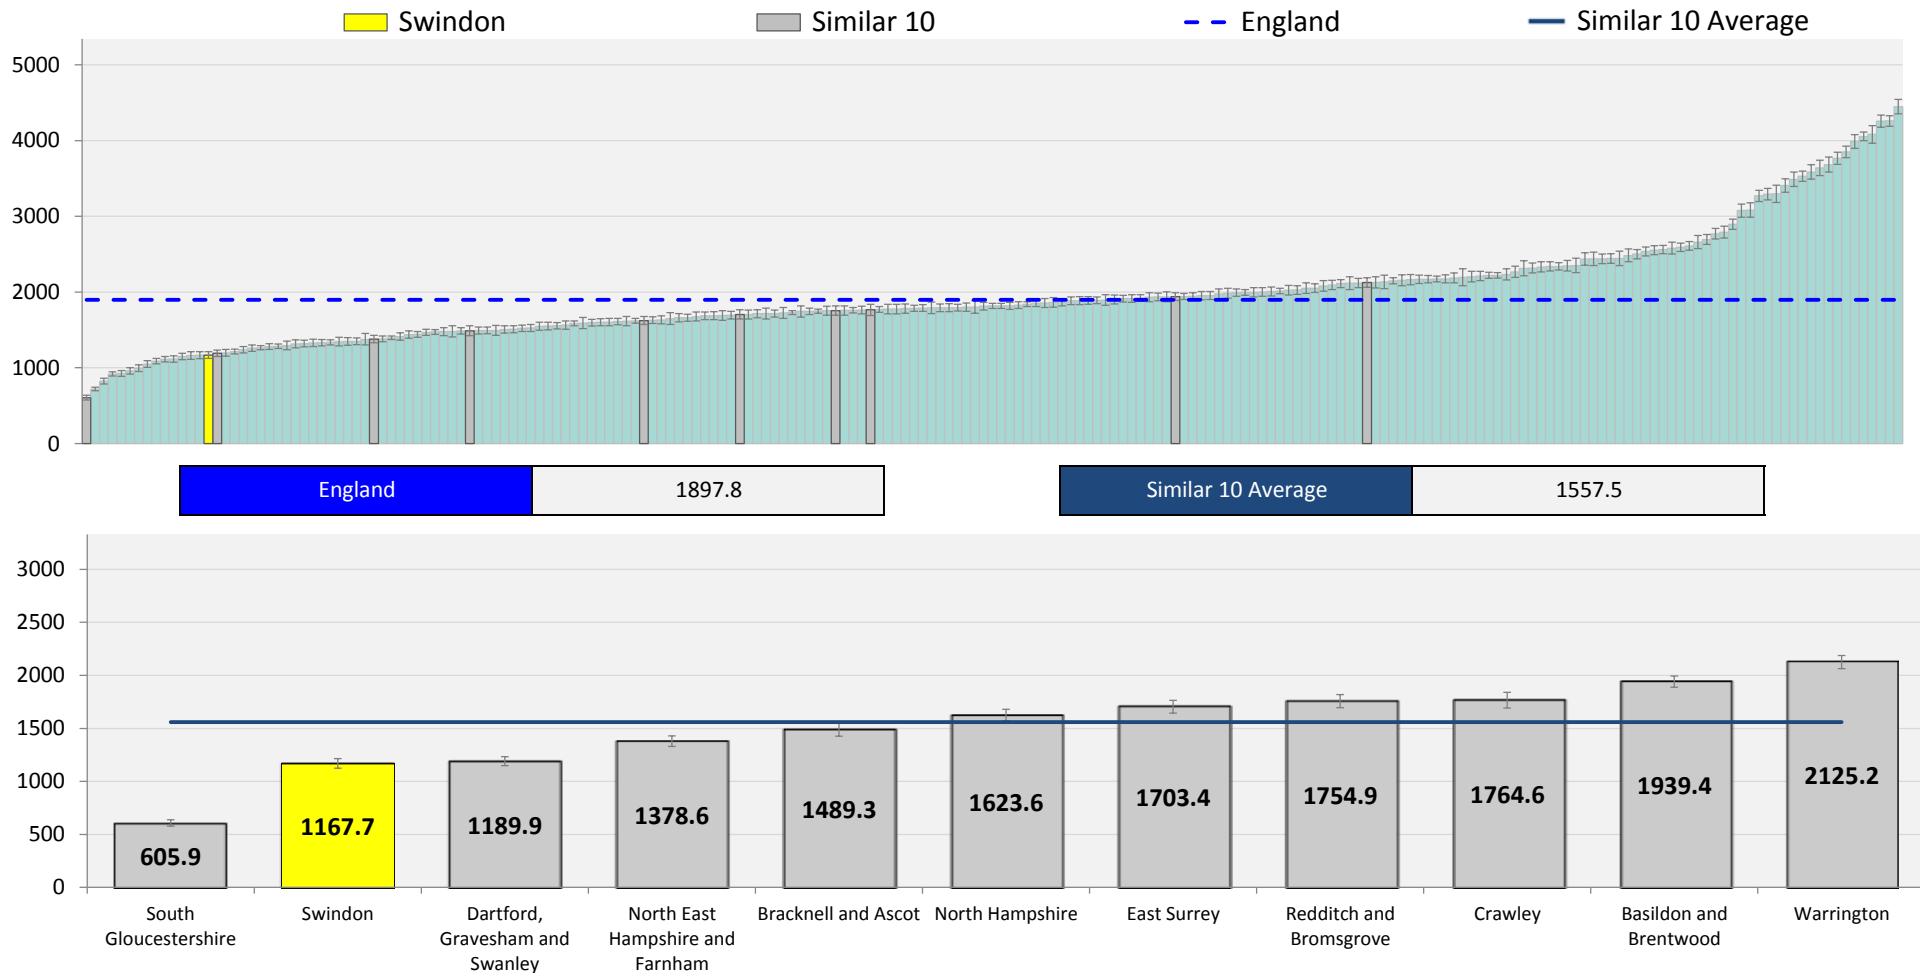 Swindon
Similar 10
England
Similar 10 Average
5000
4000
3000
2000
1000
0
England
1897.8
Similar 10 Average
1557.5
3000
2500
2000
1500
1000
500
0
605.9
1167.7
1189.9
1378.6
1489.3
1623.6
1703.4
1754.9
1764.6
1939.4
2125.2
South
Gloucestershire
Swindon
Dartford,
Gravesham and
Swanley
North East
Hampshire and
Farnham
Bracknell and Ascot
North Hampshire
East Surrey
Redditch and
Bromsgrove
Crawley
Basildon and
Brentwood
Warrington